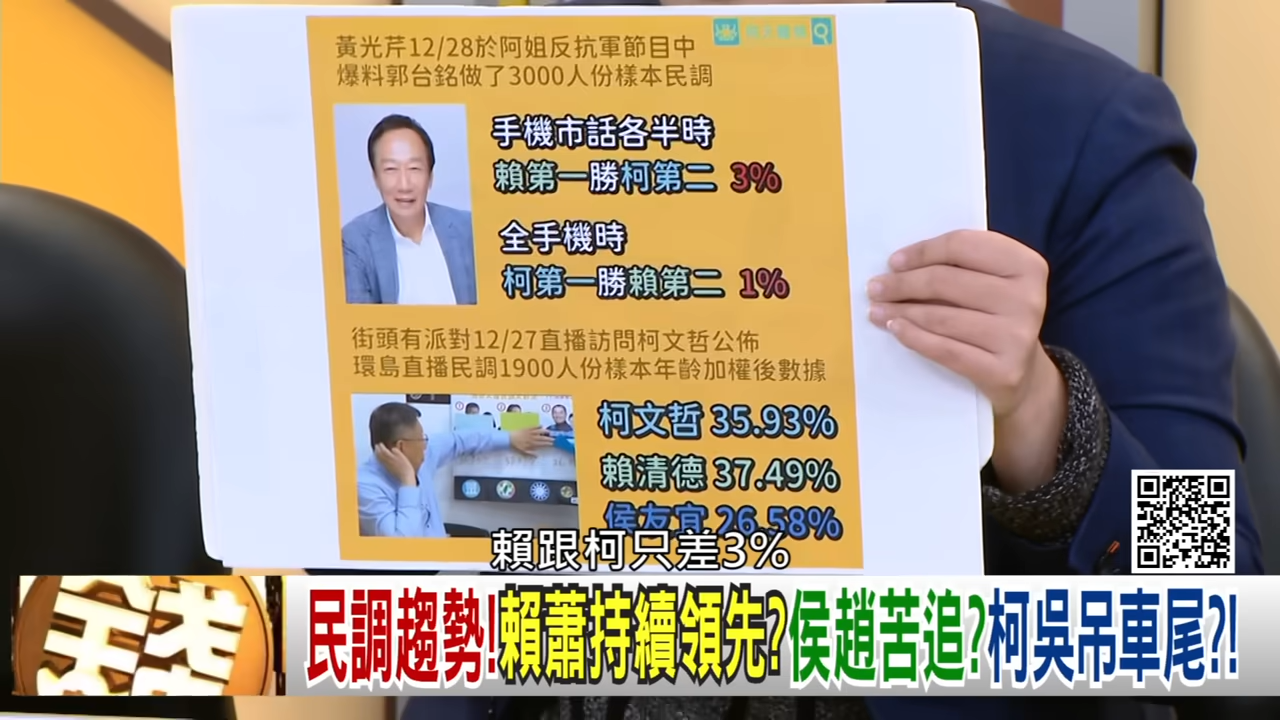 黃光芹12/28於阿姐反抗軍節目中
爆料郭台銘做了3000人份樣本民調
手機市話各半時
賴第一勝柯第二 3%
全手機時
柯第一勝賴第二 1%
街頭有派對12/27直播訪問柯文哲公佈
環島直播民調1900人份樣本年齡加權後數據
柯文哲 35.93%
賴清德 37.49%
侯友宜 26.58%
賴跟柯只差3%
民調趨勢!賴蕭持續領先?侯趙苦追?柯吳吊車尾?!